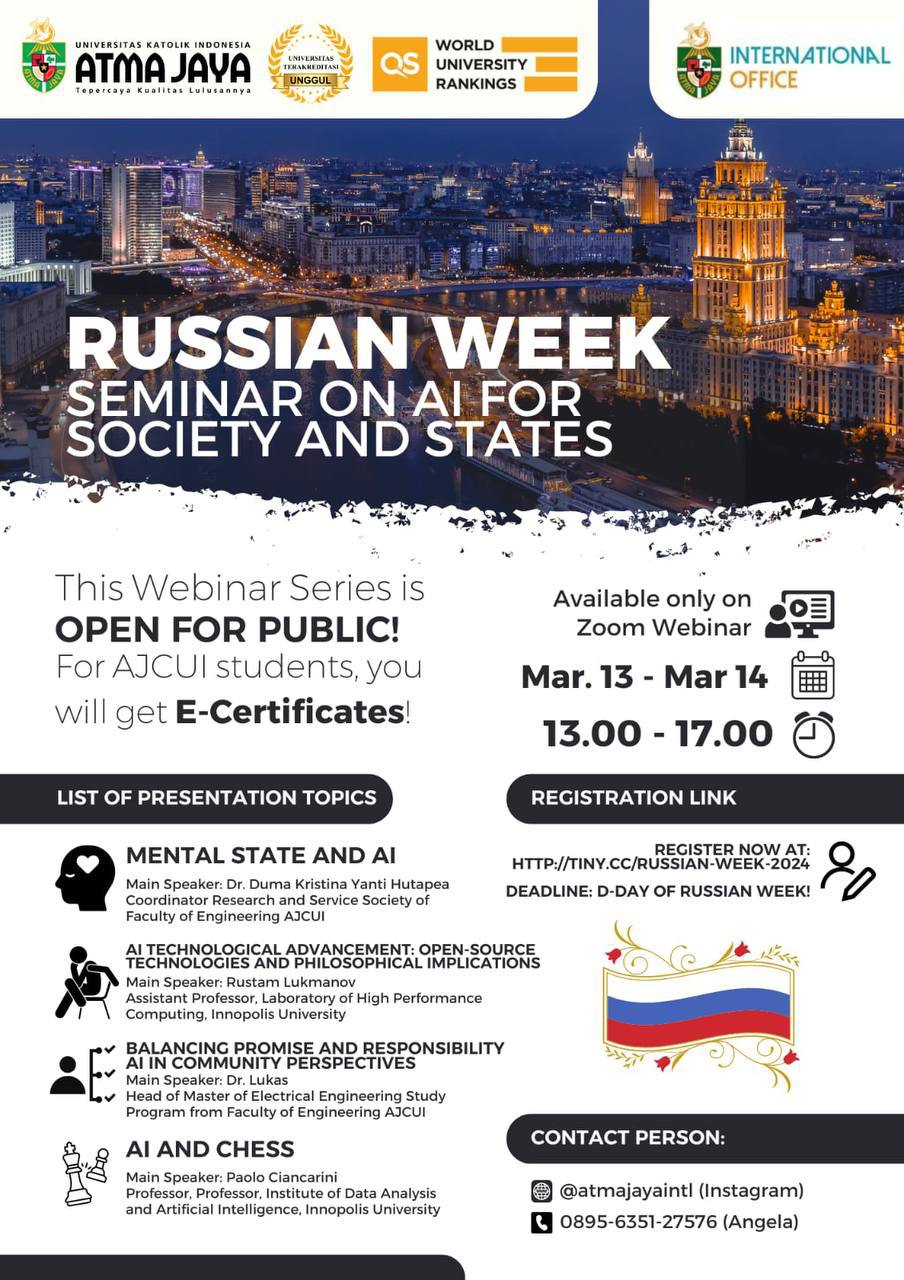 UNIVERSITAS KATOLIK INDONESIA
ATMA JAYA
Tepercaya Kualitas Lulusannya
UNIVERSITAS
TERAKREDITASI
UNGGUL
QS
WORLD
UNIVERSITY
RANKINGS
ATMA JAYA
INTERNATIONAL
OFFICE
RUSSIAN WEEK
SEMINAR ON AI FOR
SOCIETY AND STATES
This Webinar Series is
OPEN FOR PUBLIC!
For AJCUI students, you
will get E-Certificates!
Available only on
Zoom Webinar
Mar. 13 - Mar 14
13.00 - 17.00
LIST OF PRESENTATION TOPICS
MENTAL STATE AND AI
Main Speaker: Dr. Duma Kristina Yanti Hutapea
Coordinator Research and Service Society of
Faculty of Engineering AJCUI
AI TECHNOLOGICAL ADVANCEMENT: OPEN-SOURCE
TECHNOLOGIES AND PHILOSOPHICAL IMPLICATIONS
Main Speaker: Rustam Lukmanov
Assistant Professor, Laboratory of High Performance
Computing, Innopolis University
BALANCING PROMISE AND RESPONSIBILITY
AI IN COMMUNITY PERSPECTIVES
Main Speaker: Dr. Lukas
Head of Master of Electrical Engineering Study
Program from Faculty of Engineering AJCUI
AI AND CHESS
Main Speaker: Paolo Ciancarini
Professor, Professor, Institute of Data Analysis
and Artificial Intelligence, Innopolis University
REGISTRATION LINK
REGISTER NOW AT:
HTTP://TINY.CC/RUSSIAN-WEEK-2024
DEADLINE: D-DAY OF RUSSIAN WEEK!
CONTACT PERSON:
@atmajayaintl (Instagram)
0895-6351-27576 (Angela)